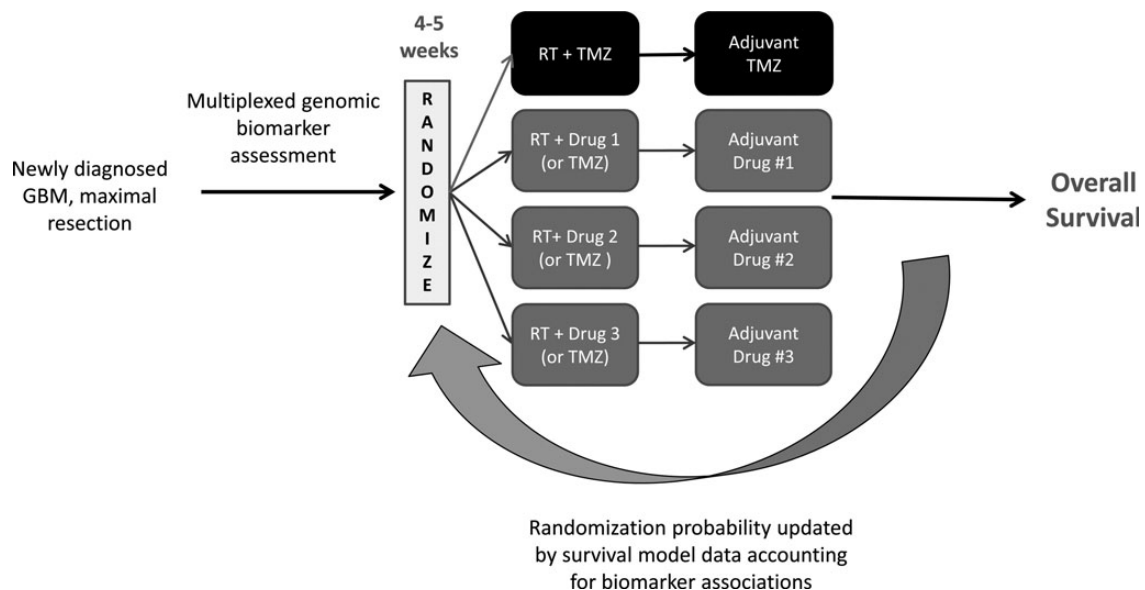 Newly diagnosed
GBM, maximal
resection
Multiplexed genomic
biomarker
assessment
4-5
weeks
RANDOMIZE
RT + TMZ
Adjuvant
TMZ
RT + Drug 1
(or TMZ)
Adjuvant
Drug #1
RT+ Drug 2
(or TMZ )
Adjuvant
Drug #2
RT + Drug 3
(or TMZ)
Adjuvant
Drug #3
Overall
Survival
Randomization probability updated
by survival model data accounting
for biomarker associations